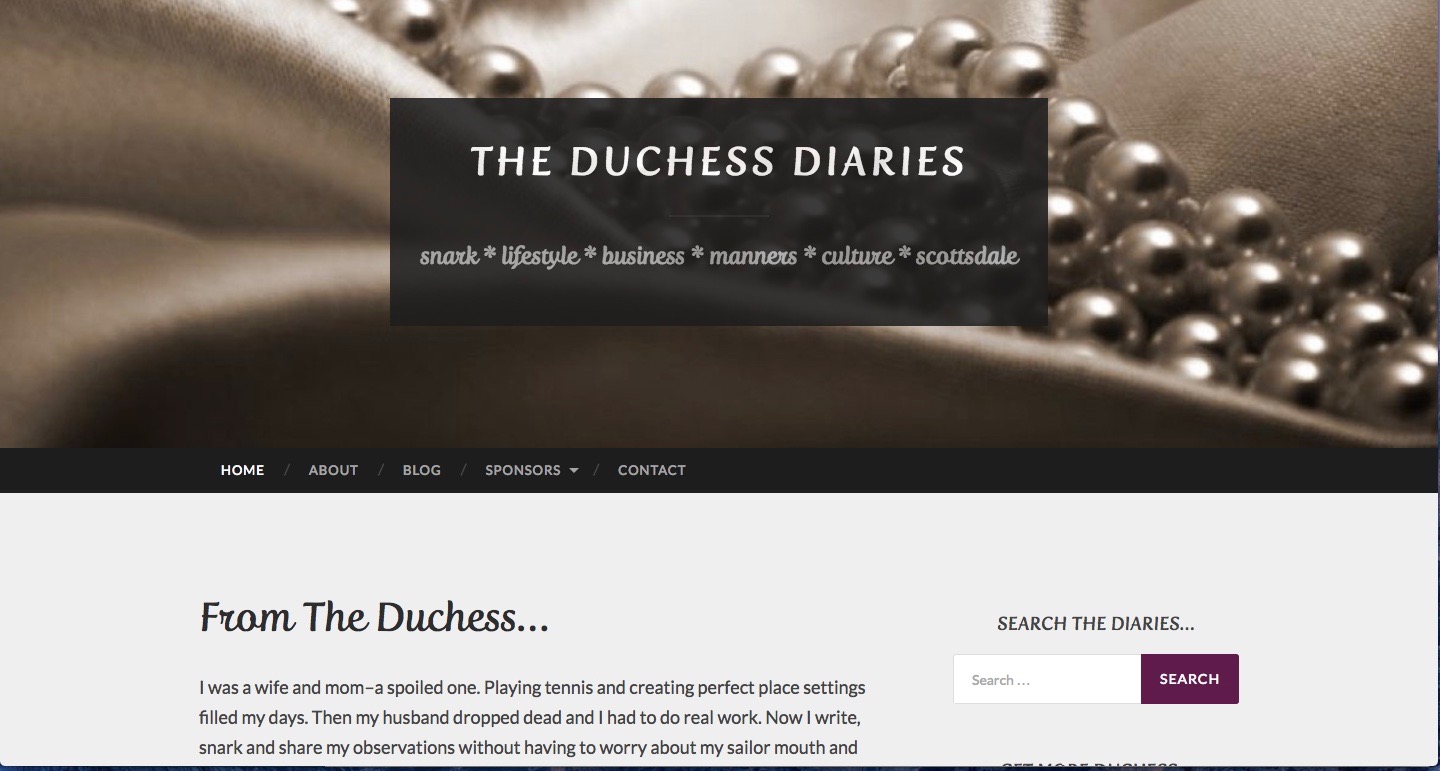 THE DUCHESS DIARIES
snark * lifestyle * business * manners * culture * scottsdale
HOME / ABOUT / BLOG / SPONSORS / CONTACT
From The Duchess...
I was a wife and mom–a spoiled one. Playing tennis and creating perfect place settings
filled my days. Then my husband dropped dead and I had to do real work. Now I write,
snark and share my observations without having to worry about my sailor mouth and
SEARCH THE DIARIES...
Search ...
SEARCH
GET MORE DUCHESS